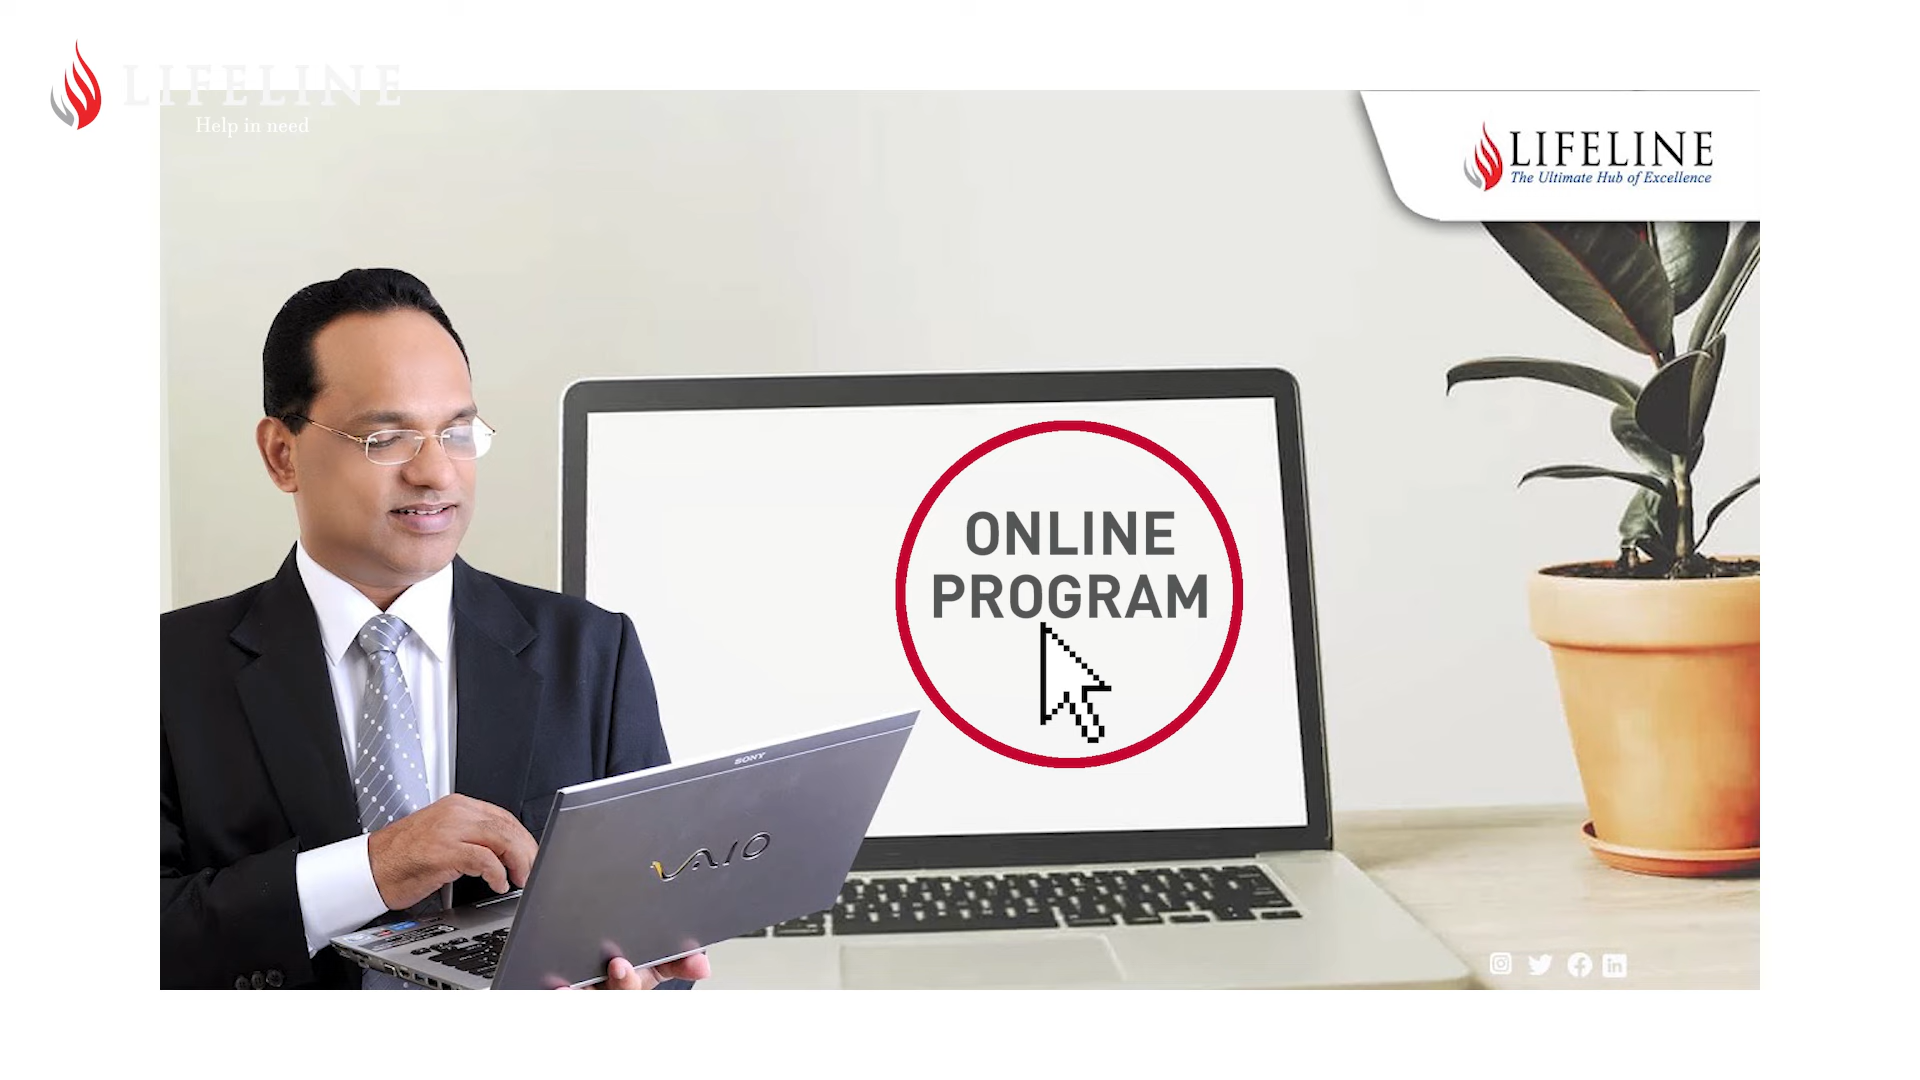 LIFELINE
Help in need
LIFELINE
The Ultimate Hub of Excellence
ONLINE
PROGRAM
SONY
VAIO